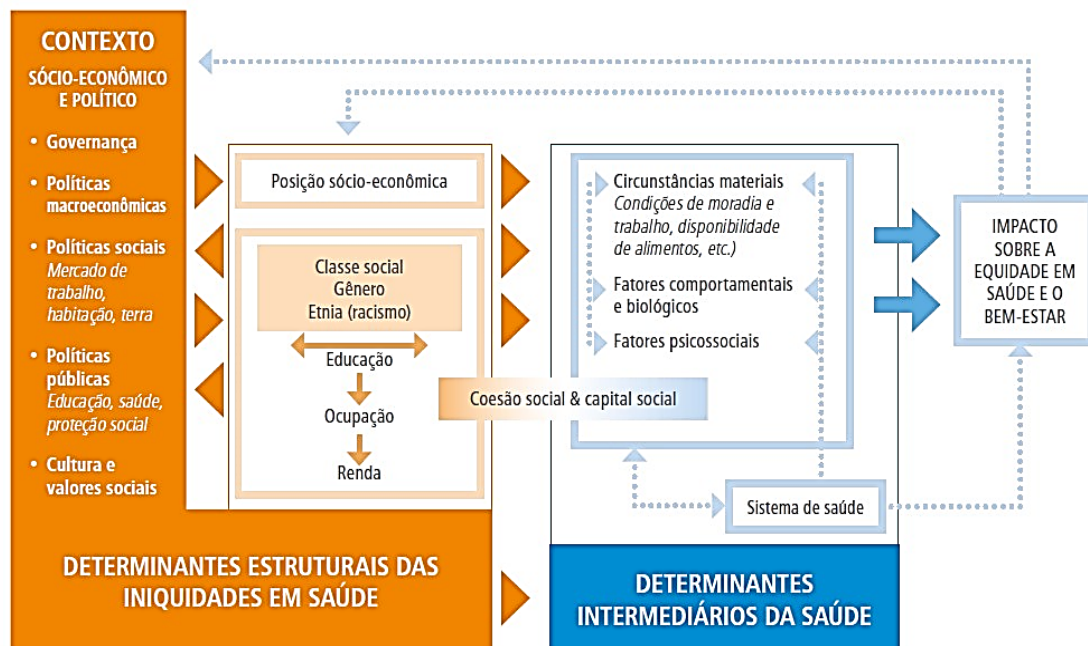 CONTEXTO
SÓCIO-ECONÔMICO
E POLÍTICO
• Governança
• Políticas
macroeconômicas
• Políticas sociais
Mercado de
trabalho,
habitação, terra
• Políticas
públicas
Educação, saúde,
proteção social
• Cultura e
valores sociais
Posição sócio-econômica
Classe social
Gênero
Etnia (racismo)
Educação
Ocupação
Renda
Coesão social & capital social
Circunstâncias materiais
Condições de moradia e
trabalho, disponibilidade
de alimentos, etc.)
Fatores comportamentais
e biológicos
Fatores psicossociais
Sistema de saúde
IMPACTO
SOBRE A
EQUIDADE EM
SAÚDE E O
BEM-ESTAR
DETERMINANTES ESTRUTURAIS DAS
INIQUIDADES EM SAÚDE
DETERMINANTES
INTERMEDIÁRIOS DA SAÚDE